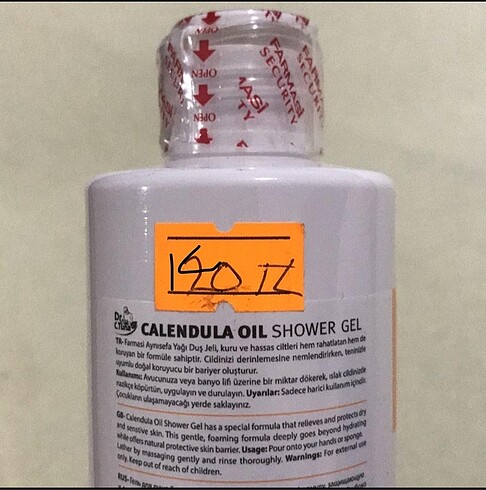 OPEN
OPEN
OPEN
FARMASİ
SECURITY
140 TL
Dr.
C.TUNA
CALENDULA OIL SHOWER GEL
TR- Farmasi Aynısefa Yağı Duş Jeli, kuru ve hassas ciltleri hem rahatlatan hem de
koruyan bir formüle sahiptir. Cildinizi derinlemesine nemlendirirken, teninizle
uyumlu doğal koruyucu bir bariyer oluşturur.
Kullanımı: Avucunuza veya banyo lifi üzerine bir miktar dökerek, ıslak cildinizde
nazikçe köpürtün, uygulayın ve durulayın. Uyarılar: Sadece harici kullanım içindir.
Çocukların ulaşamayacağı yerde saklayınız.
GB- Calendula Oil Shower Gel has a special formula that relieves and protects dry
and sensitive skin. This gentle, foaming formula deeply goes beyond hydrating
while offers natural protective skin barrier. Usage: Pour onto your hands or sponge.
Lather by massaging gently and rinse thoroughly. Warnings: For external use
only. Keep out of reach of children.
RUS- Гель для